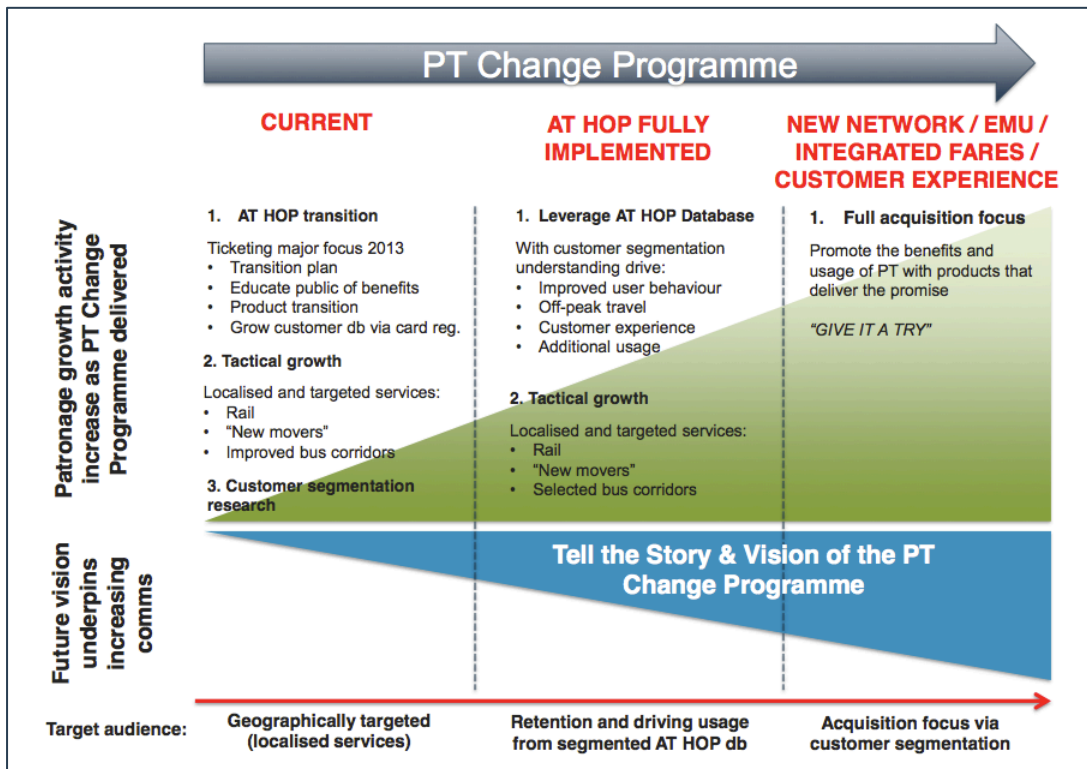 PT Change Programme
CURRENT
AT HOP FULLY
IMPLEMENTED
NEW NETWORK / EMU /
INTEGRATED FARES /
CUSTOMER EXPERIENCE
Patronage growth activity
increase as PT Change
Programme delivered
1. AT HOP transition
Ticketing major focus 2013
• Transition plan
• Educate public of benefits
• Product transition
• Grow customer db via card reg.
2. Tactical growth
Localised and targeted services:
• Rail
• "New movers"
• Improved bus corridors
3. Customer segmentation
research
1. Leverage AT HOP Database
With customer segmentation
understanding drive:
• Improved user behaviour
• Off-peak travel
• Customer experience
• Additional usage
2. Tactical growth
Localised and targeted services:
• Rail
• "New movers"
• Selected bus corridors
1. Full acquisition focus
Promote the benefits and
usage of PT with products that
deliver the promise
"GIVE IT A TRY"
Future vision
underpins
increasing
comms
Tell the Story & Vision of the PT
Change Programme
Target audience:
Geographically targeted
(localised services)
Retention and driving usage
from segmented AT HOP db
Acquisition focus via
customer segmentation